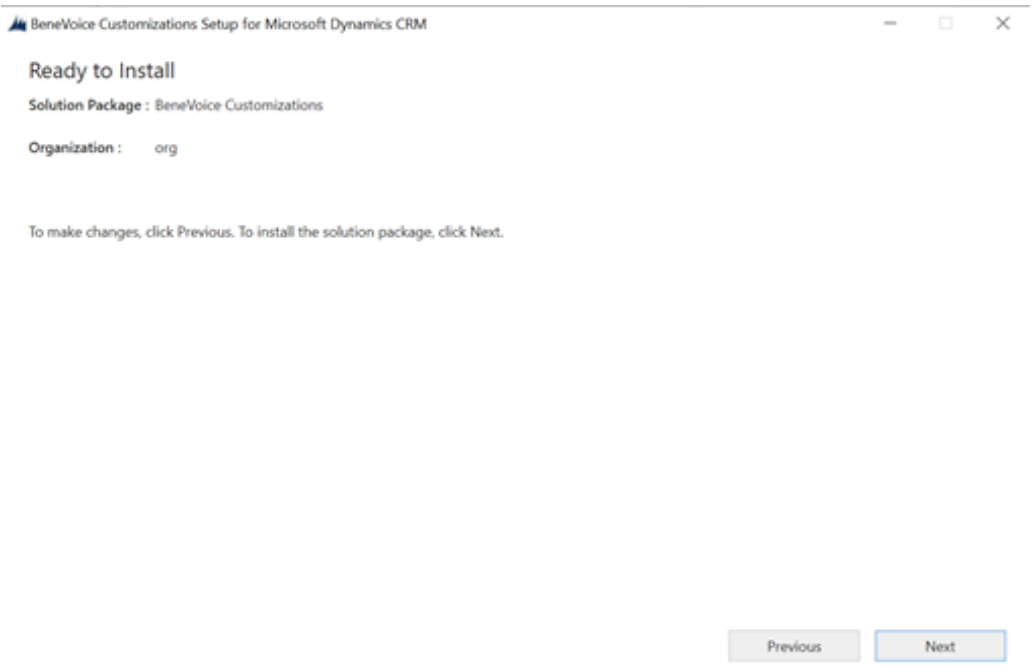 BeneVoice Customizations Setup for Microsoft Dynamics CRM
Ready to Install
Solution Package : BeneVoice Customizations
Organization : org
To make changes, click Previous. To install the solution package, click Next.
Previous Next